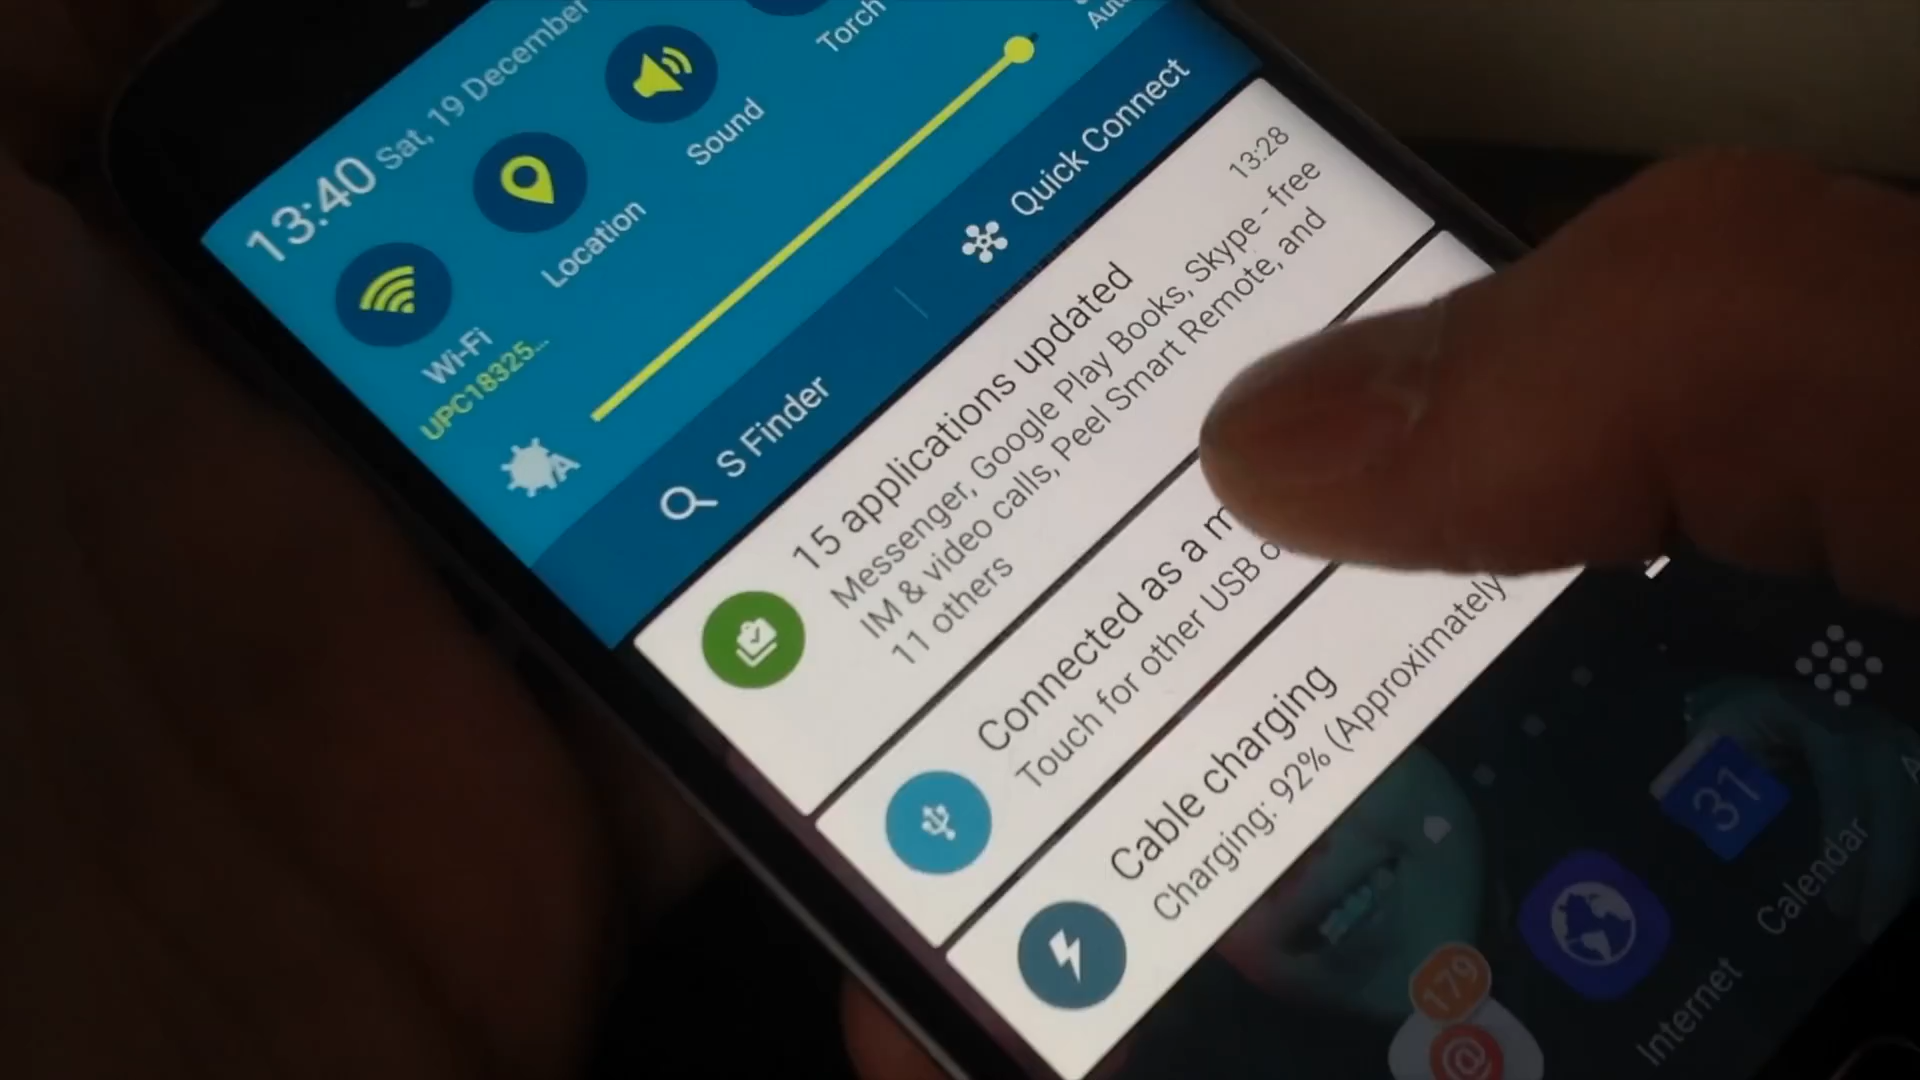 13:40 Sat, 19 December
Wi-Fi
UPC18325...
Location
Sound
Torch
S Finder
Quick Connect
15 applications updated
13:28
Messenger, Google Play Books, Skype - free
IM & video calls, Peel Smart Remote, and
11 others
Connected as a
Touch for other USB
Cable charging
Charging: 92% (Approximately
31
Calendar
Internet
179
@